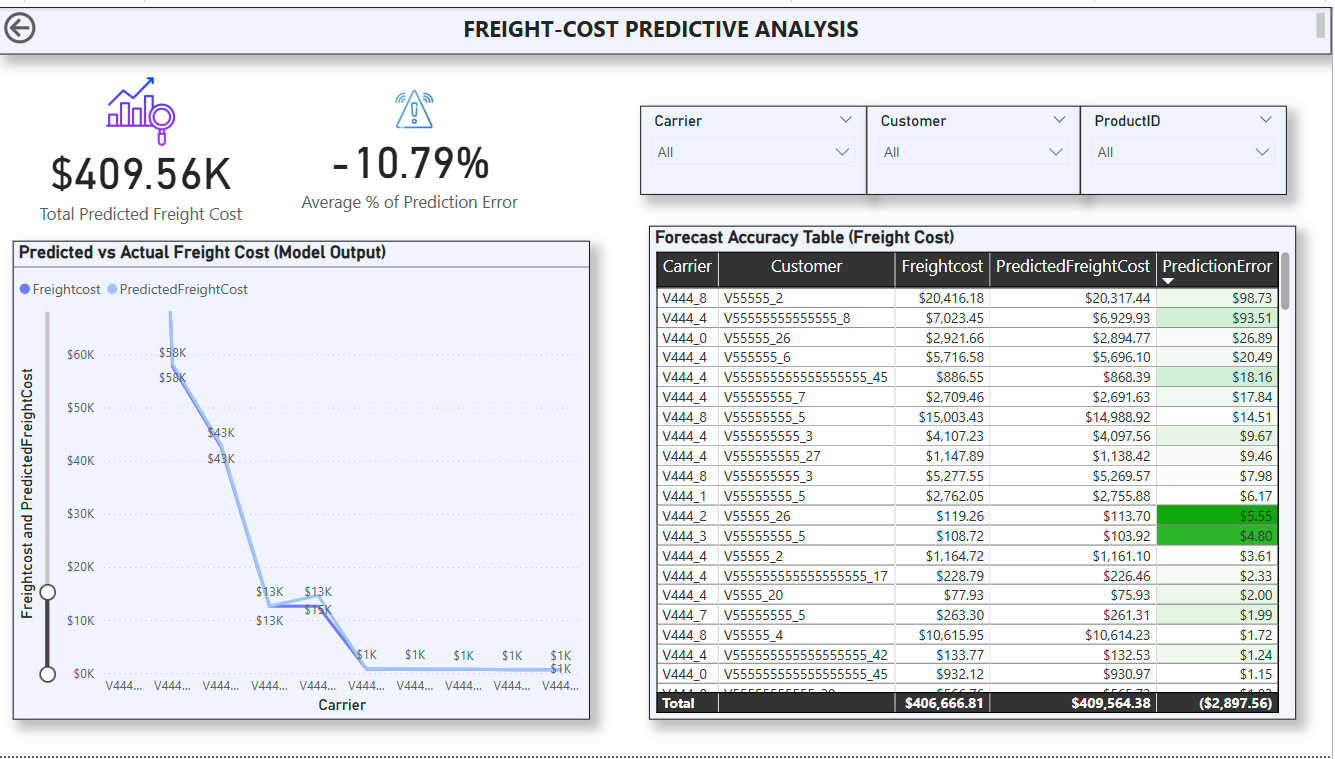 FREIGHT-COST PREDICTIVE ANALYSIS
$409.56K
Total Predicted Freight Cost
-10.79%
Average % of Prediction Error
Carrier
All
Customer
All
ProductID
All
Predicted vs Actual Freight Cost (Model Output)
Freightcost PredictedFreightCost
Freightcost and PredictedFreightCost
$60K
$50K
$40K
$30K
$20K
$10K
$0K
$58K
$58K
$43K
$43K
$13K
$13K
$13K
$15K
$1K
$1K
$1K
$1K
$1K
$1K
V444... V444... V444... V444... V444... V444... V444... V444... V444... V444...
Carrier
Forecast Accuracy Table (Freight Cost)
Carrier Customer Freightcost PredictedFreightCost PredictionError
V444_8 V55555_2 $20,416.18 $20,317.44 $98.73
V444_4 V55555555555555_8 $7,023.45 $6,929.93 $93.51
V444_0 V55555_26 $2,921.66 $2,894.77 $26.89
V444_4 V555555_6 $5,716.58 $5,696.10 $20.49
V444_4 V555555555555555555_45 $886.55 $868.39 $18.16
V444_4 V55555555_7 $2,709.46 $2,691.63 $17.84
V444_8 V555555_5 $15,003.43 $14,988.92 $14.51
V444_4 V555555555_3 $4,107.23 $4,097.56 $9.67
V444_4 V555555555_27 $1,147.89 $1,138.42 $9.46
V444_8 V555555555_3 $5,277.55 $5,269.57 $7.98
V444_1 V55555555_5 $2,762.05 $2,755.88 $6.17
V444_2 V55555_26 $119.26 $113.70 $5.55
V444_3 V55555555_5 $108.72 $103.92 $4.80
V444_4 V55555_2 $1,164.72 $1,161.10 $3.61
V444_4 V555555555555555555_17 $228.79 $226.46 $2.33
V444_4 V5555_20 $77.93 $75.93 $2.00
V444_7 V55555555_5 $263.30 $261.31 $1.99
V444_8 V55555_4 $10,615.95 $10,614.23 $1.72
V444_4 V555555555555555555_42 $133.77 $132.53 $1.24
V444_0 V555555555555555555_45 $932.12 $930.97 $1.15
Total $406,666.81 $409,564.38 ($2,897.56)